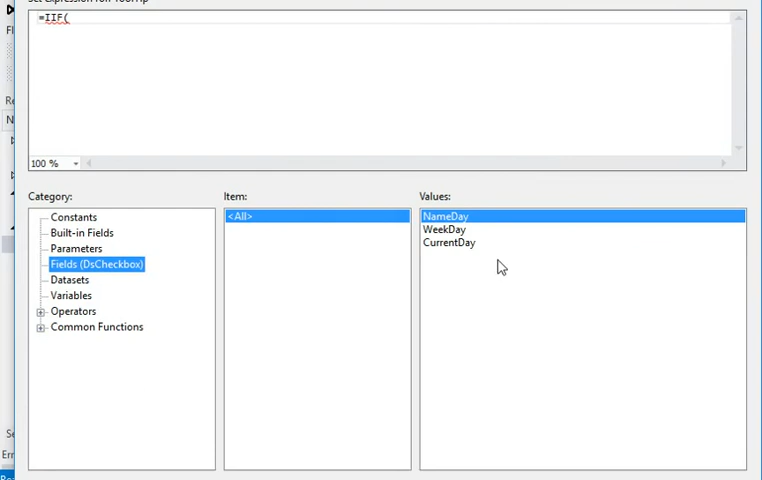 =IIF(
100 %
Category:
Item:
Values:
Constants
Built-in Fields
Parameters
Fields (DsCheckbox)
Datasets
Variables
Operators
Common Functions
<All>
NameDay
WeekDay
CurrentDay